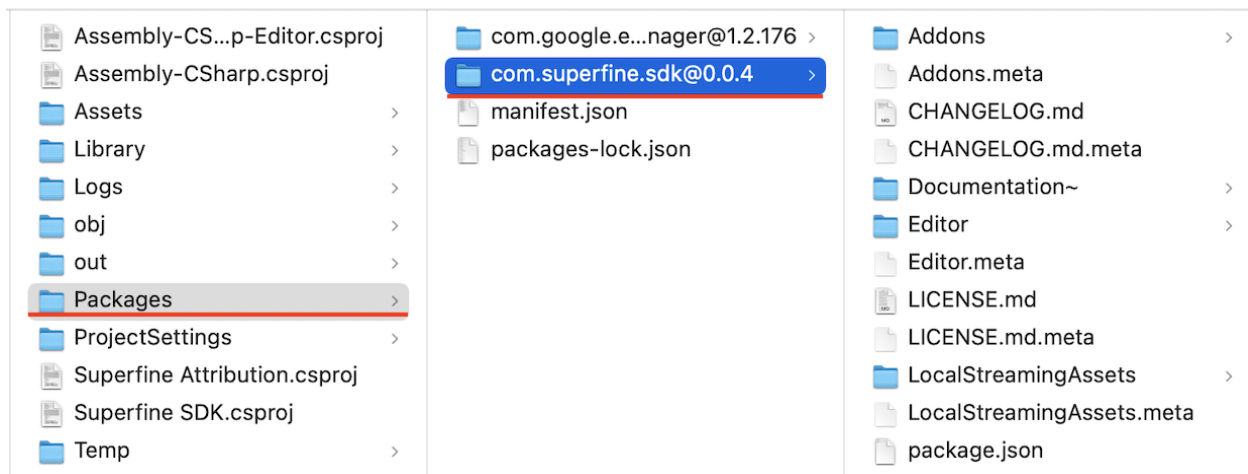 Assembly-CS...p-Editor.csproj
Assembly-CSharp.csproj
Assets
Library
Logs
obj
out
Packages
ProjectSettings
Superfine Attribution.csproj
Superfine SDK.csproj
Temp
com.google.e...nager@1.2.176
com.superfine.sdk@0.0.4
manifest.json
packages-lock.json
Addons
Addons.meta
CHANGELOG.md
CHANGELOG.md.meta
Documentation~
Editor
Editor.meta
LICENSE.md
LICENSE.md.meta
LocalStreamingAssets
LocalStreamingAssets.meta
package.json